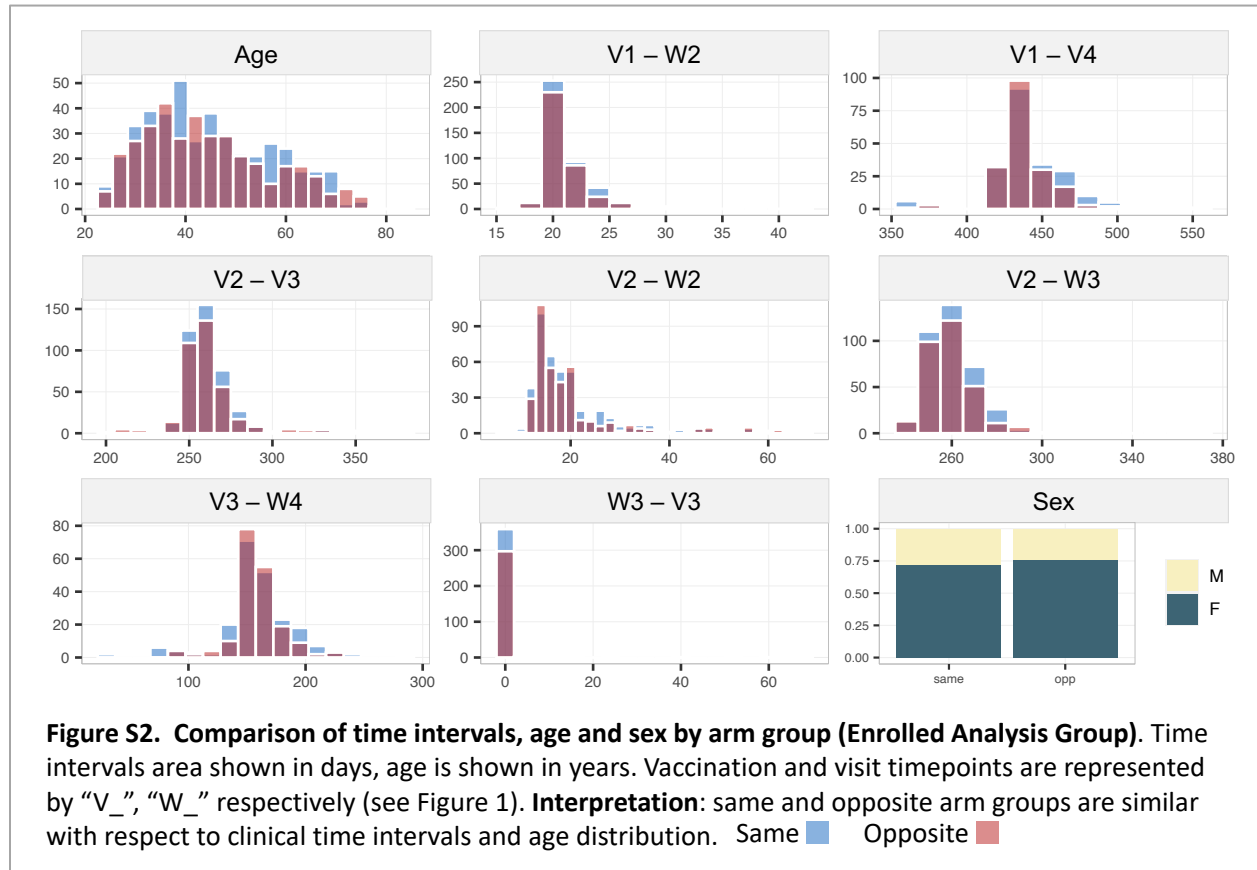 Age
V1 – W2
V1 – V4
50
40
30
20
10
0
20 40 60 80
250
200
150
100
50
0
15 20 25 30 35 40
100
75
50
25
0
350 400 450 500 550
V2 – V3
V2 – W2
V2 – W3
150
100
50
0
200 250 300 350
90
60
30
0
20 40 60
100
50
0
260 300 340 380
V3 – W4
W3 – V3
Sex
80
60
40
20
0
100 200 300
300
200
100
0
0 20 40 60
1.00
0.75
0.50
0.25
0.00
same opp
M
F
Figure S2. Comparison of time intervals, age and sex by arm group (Enrolled Analysis Group). Time
intervals area shown in days, age is shown in years. Vaccination and visit timepoints are represented
by “V_”, “W_” respectively (see Figure 1). Interpretation: same and opposite arm groups are similar
with respect to clinical time intervals and age distribution. Same Opposite